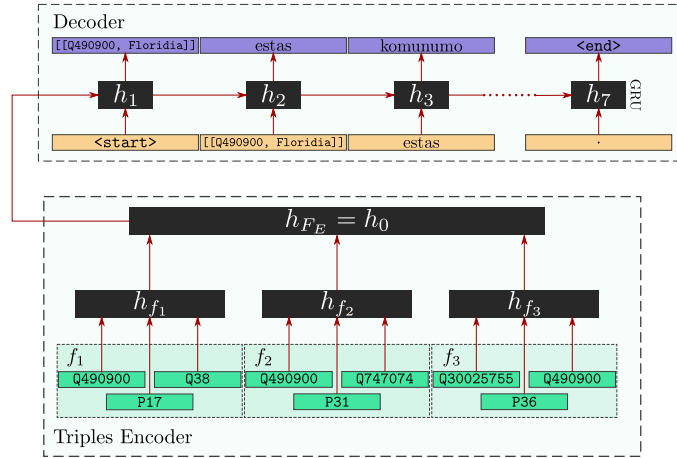 Decoder
[[Q490900, Floridia]] estas komunumo <end>
h1 h2 h3 ........ h7 GRU
<start> [[Q490900, Floridia]] estas .
hFE = h0
hf1 hf2 hf3
f1 f2 f3
Q490900 Q38 Q490900 Q747074 Q30025755 Q490900
P17 P31 P36
Triples Encoder